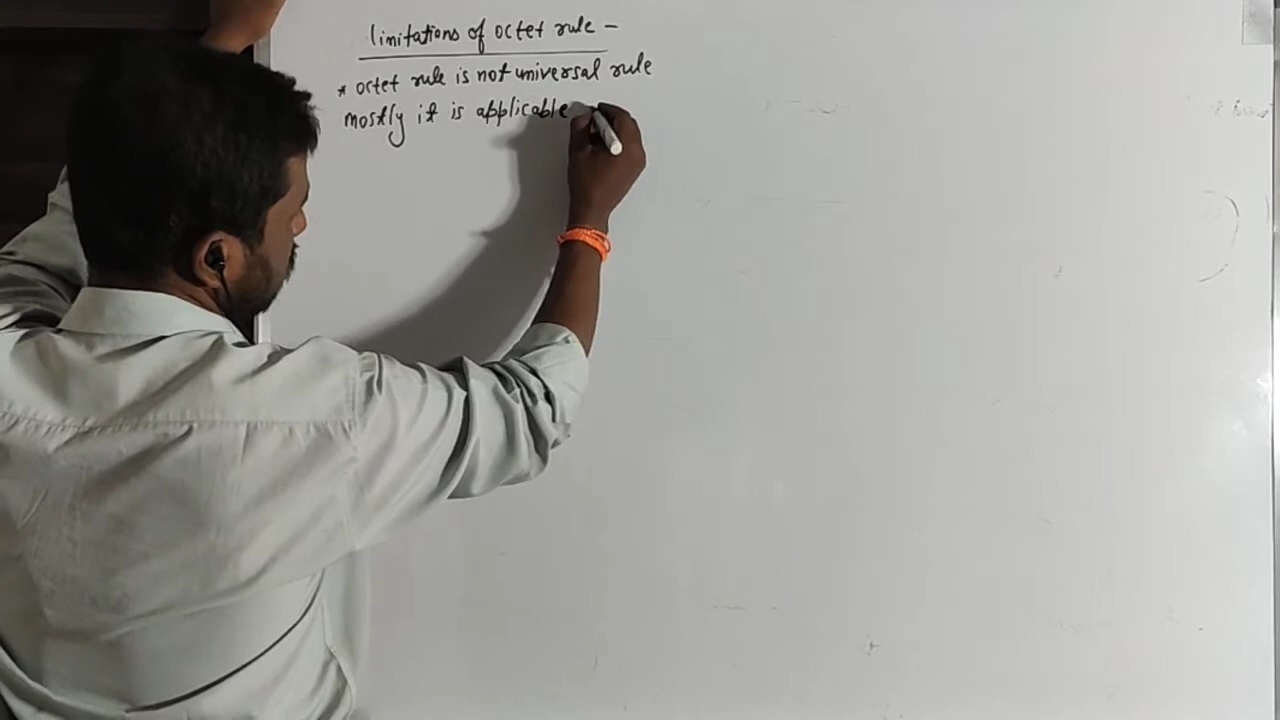 limitations of octet rule -
* octet rule is not universal rule
mostly it is applicable